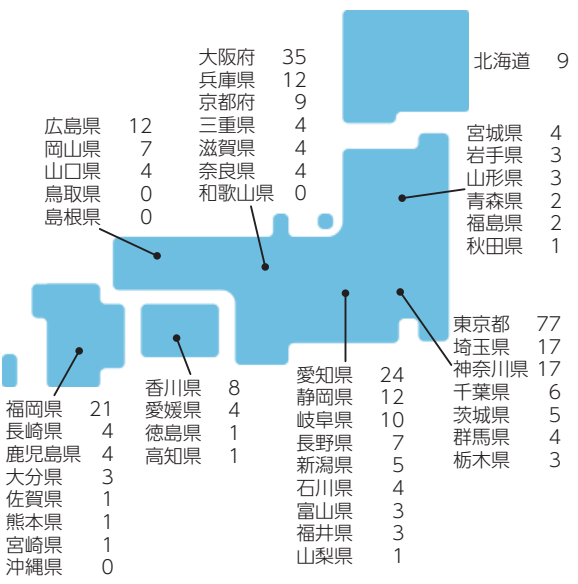 北海道 9
大阪府 35
兵庫県 12
京都府 9
三重県 4
滋賀県 4
奈良県 4
和歌山県 0
広島県 12
岡山県 7
山口県 4
鳥取県 0
島根県 0
宮城県 4
岩手県 3
山形県 3
青森県 2
福島県 2
秋田県 1
東京都 77
埼玉県 17
神奈川県 17
千葉県 6
茨城県 5
群馬県 4
栃木県 3
愛知県 24
静岡県 12
岐阜県 10
長野県 7
新潟県 5
石川県 4
富山県 3
福井県 3
山梨県 1
香川県 8
愛媛県 4
徳島県 1
高知県 1
福岡県 21
長崎県 4
鹿児島県 4
大分県 3
佐賀県 1
熊本県 1
宮崎県 1
沖縄県 0